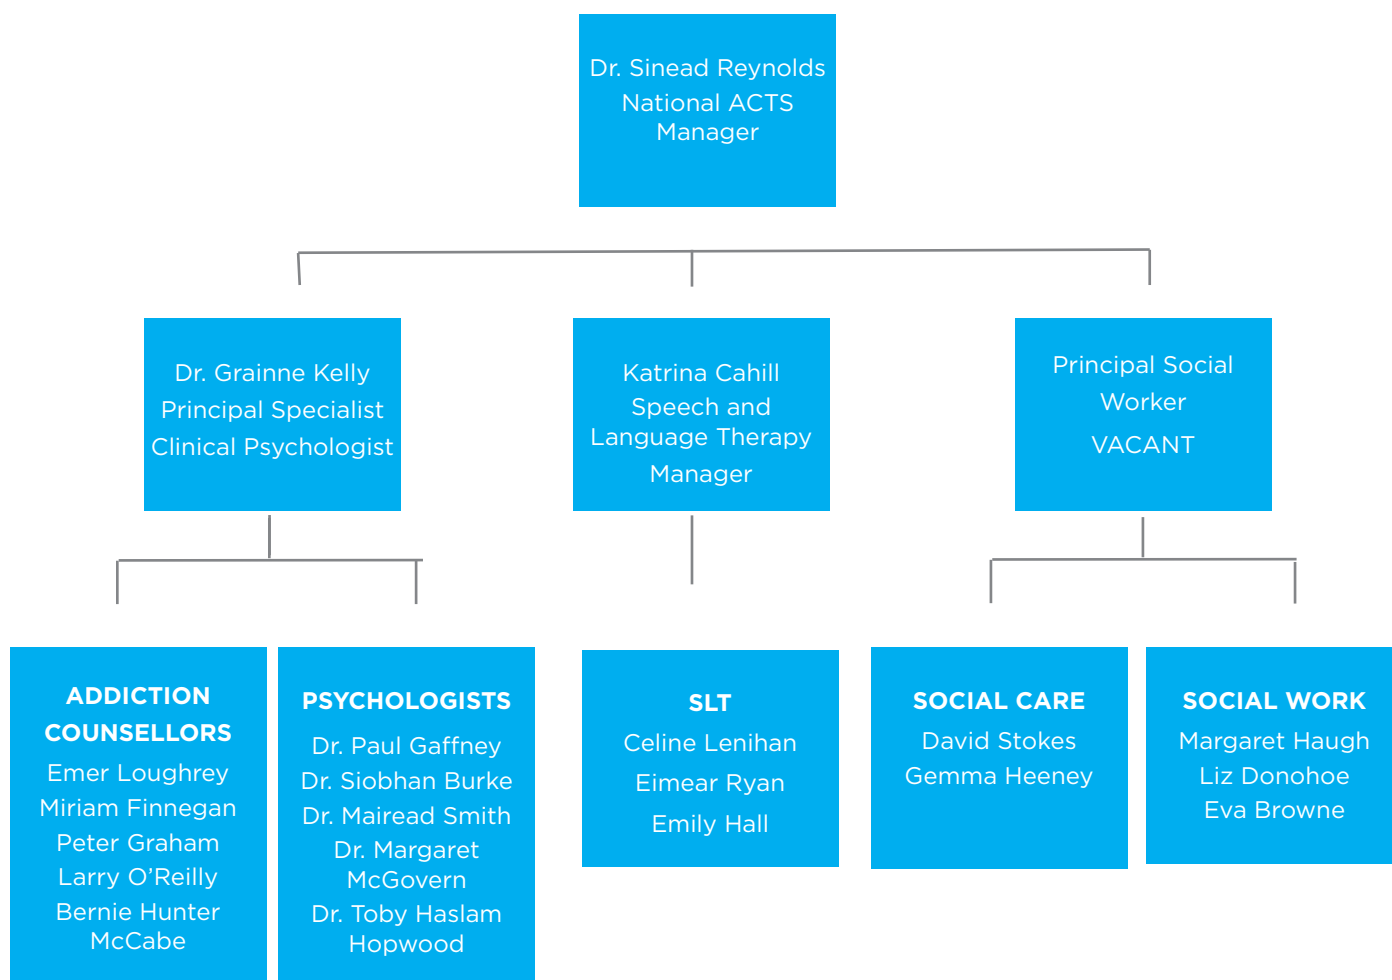 Dr. Sinead Reynolds
National ACTS
Manager
Dr. Grainne Kelly
Principal Specialist
Clinical Psychologist
Katrina Cahill
Speech and
Language Therapy
Manager
Principal Social
Worker
VACANT
ADDICTION
COUNSELLORS
Emer Loughrey
Miriam Finnegan
Peter Graham
Larry O’Reilly
Bernie Hunter
McCabe
PSYCHOLOGISTS
Dr. Paul Gaffney
Dr. Siobhan Burke
Dr. Mairead Smith
Dr. Margaret
McGovern
Dr. Toby Haslam
Hopwood
SLT
Celine Lenihan
Eimear Ryan
Emily Hall
SOCIAL CARE
David Stokes
Gemma Heeney
SOCIAL WORK
Margaret Haugh
Liz Donohoe
Eva Browne